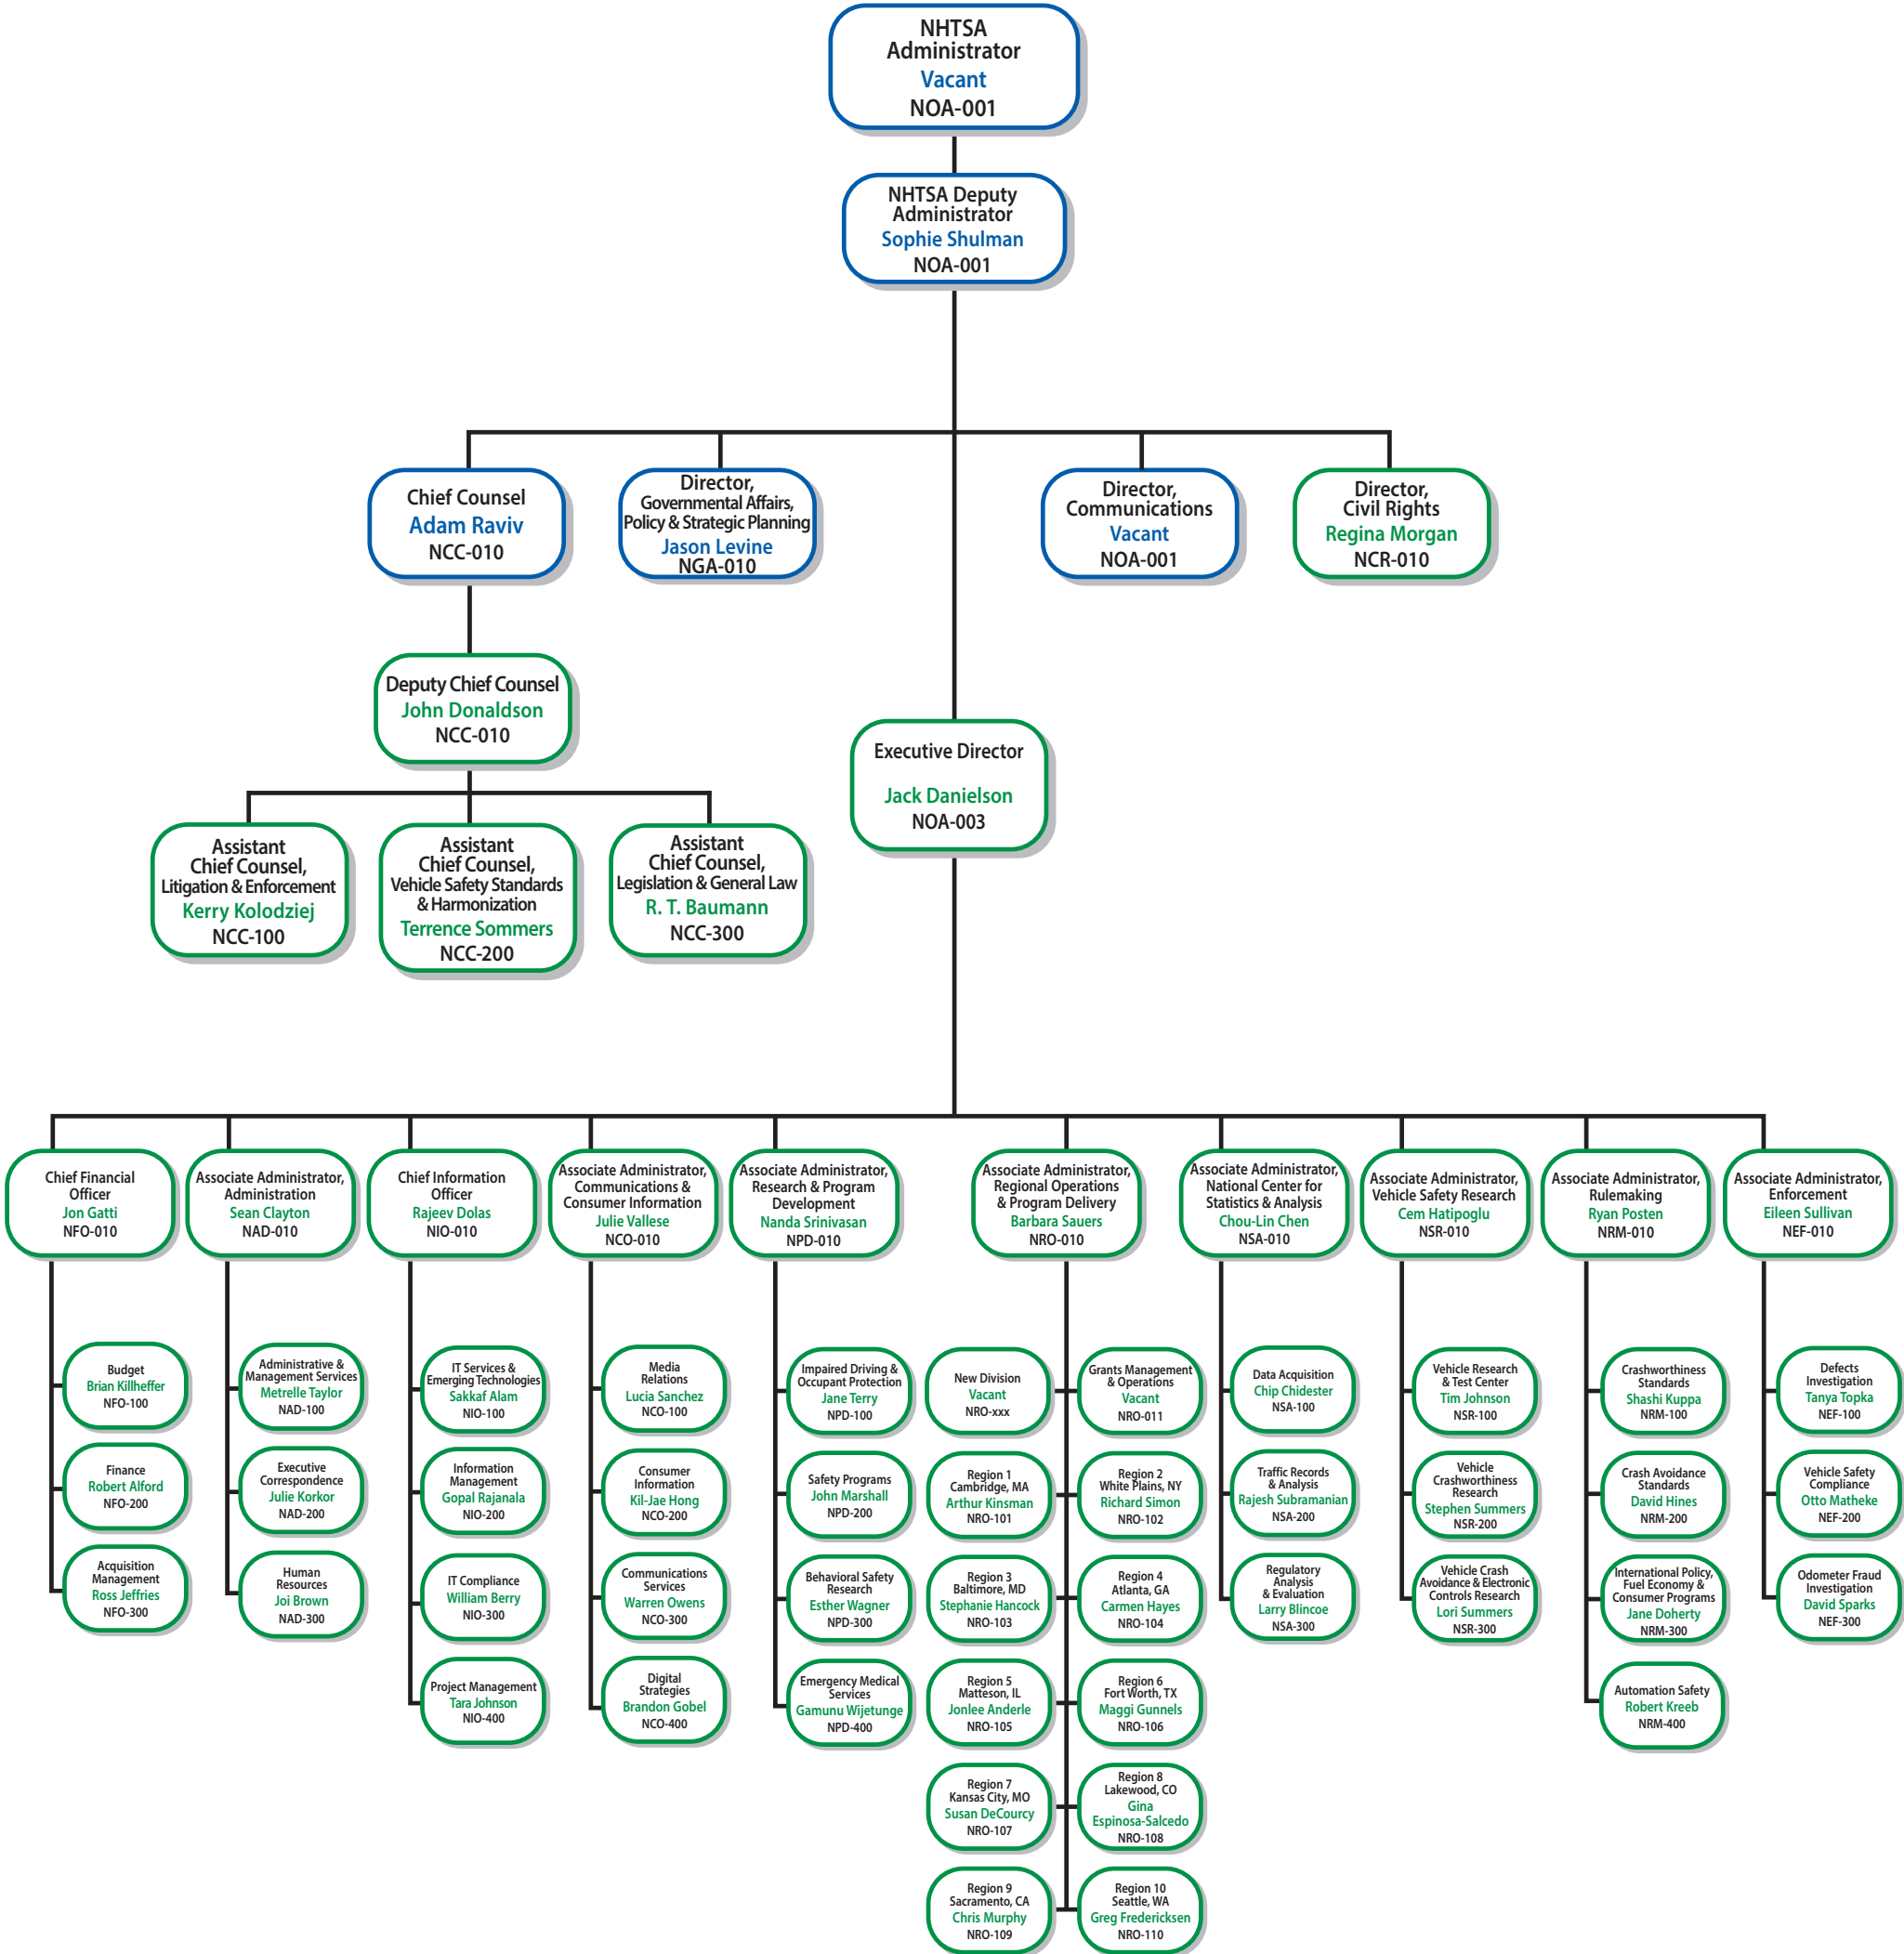 NHTSA
Administrator
Vacant
NOA-001
NHTSA Deputy
Administrator
Sophie Shulman
NOA-001
Chief Counsel
Adam Raviv
NCC-010
Director,
Governmental Affairs,
Policy & Strategic Planning
Jason Levine
NGA-010
Director,
Communications
Vacant
NOA-001
Director,
Civil Rights
Regina Morgan
NCR-010
Deputy Chief Counsel
John Donaldson
NCC-010
Executive Director
Jack Danielson
NOA-003
Assistant
Chief Counsel,
Litigation & Enforcement
Kerry Kolodziej
NCC-100
Assistant
Chief Counsel,
Vehicle Safety Standards
& Harmonization
Terrence Sommers
NCC-200
Assistant
Chief Counsel,
Legislation & General Law
R. T. Baumann
NCC-300
Chief Financial
Officer
Jon Gatti
NFO-010
Associate Administrator,
Administration
Sean Clayton
NAD-010
Chief Information
Officer
Rajeev Dolas
NIO-010
Associate Administrator,
Communications &
Consumer Information
Julie Vallese
NCO-010
Associate Administrator,
Research & Program
Development
Nanda Srinivasan
NPD-010
Associate Administrator,
Regional Operations
& Program Delivery
Barbara Sauers
NRO-010
Associate Administrator,
National Center for
Statistics & Analysis
Chou-Lin Chen
NSA-010
Associate Administrator,
Vehicle Safety Research
Cem Hatipoglu
NSR-010
Associate Administrator,
Rulemaking
Ryan Posten
NRM-010
Associate Administrator,
Enforcement
Eileen Sullivan
NEF-010
Budget
Brian Killheffer
NFO-100
Administrative &
Management Services
Metrelle Taylor
NAD-100
IT Services &
Emerging Technologies
Sakkaf Alam
NIO-100
Media
Relations
Lucia Sanchez
NCO-100
Impaired Driving &
Occupant Protection
Jane Terry
NPD-100
New Division
Vacant
NRO-xxx
Grants Management
& Operations
Vacant
NRO-011
Data Acquisition
Chip Chidester
NSA-100
Vehicle Research
& Test Center
Tim Johnson
NSR-100
Crashworthiness
Standards
Shashi Kuppa
NRM-100
Defects
Investigation
Tanya Topka
NEF-100
Finance
Robert Alford
NFO-200
Executive
Correspondence
Julie Korkor
NAD-200
Information
Management
Gopal Rajanala
NIO-200
Consumer
Information
Kil-Jae Hong
NCO-200
Safety Programs
John Marshall
NPD-200
Region 1
Cambridge, MA
Arthur Kinsman
NRO-101
Region 2
White Plains, NY
Richard Simon
NRO-102
Traffic Records
& Analysis
Rajesh Subramanian
NSA-200
Vehicle
Crashworthiness
Research
Stephen Summers
NSR-200
Crash Avoidance
Standards
David Hines
NRM-200
Vehicle Safety
Compliance
Otto Matheke
NEF-200
Acquisition
Management
Ross Jeffries
NFO-300
Human
Resources
Joi Brown
NAD-300
IT Compliance
William Berry
NIO-300
Communications
Services
Warren Owens
NCO-300
Behavioral Safety
Research
Esther Wagner
NPD-300
Region 3
Baltimore, MD
Stephanie Hancock
NRO-103
Region 4
Atlanta, GA
Carmen Hayes
NRO-104
Regulatory
Analysis
& Evaluation
Larry Blincoe
NSA-300
Vehicle Crash
Avoidance & Electronic
Controls Research
Lori Summers
NSR-300
International Policy,
Fuel Economy &
Consumer Programs
Jane Doherty
NRM-300
Odometer Fraud
Investigation
David Sparks
NEF-300
Project Management
Tara Johnson
NIO-400
Digital
Strategies
Brandon Gobel
NCO-400
Emergency Medical
Services
Gamunu Wijetunge
NPD-400
Region 5
Matteson, IL
Jonlee Anderle
NRO-105
Region 6
Fort Worth, TX
Maggi Gunnels
NRO-106
Automation Safety
Robert Kreeb
NRM-400
Region 7
Kansas City, MO
Susan DeCourcy
NRO-107
Region 8
Lakewood, CO
Gina
Espinosa-Salcedo
NRO-108
Region 9
Sacramento, CA
Chris Murphy
NRO-109
Region 10
Seattle, WA
Greg Fredericksen
NRO-110